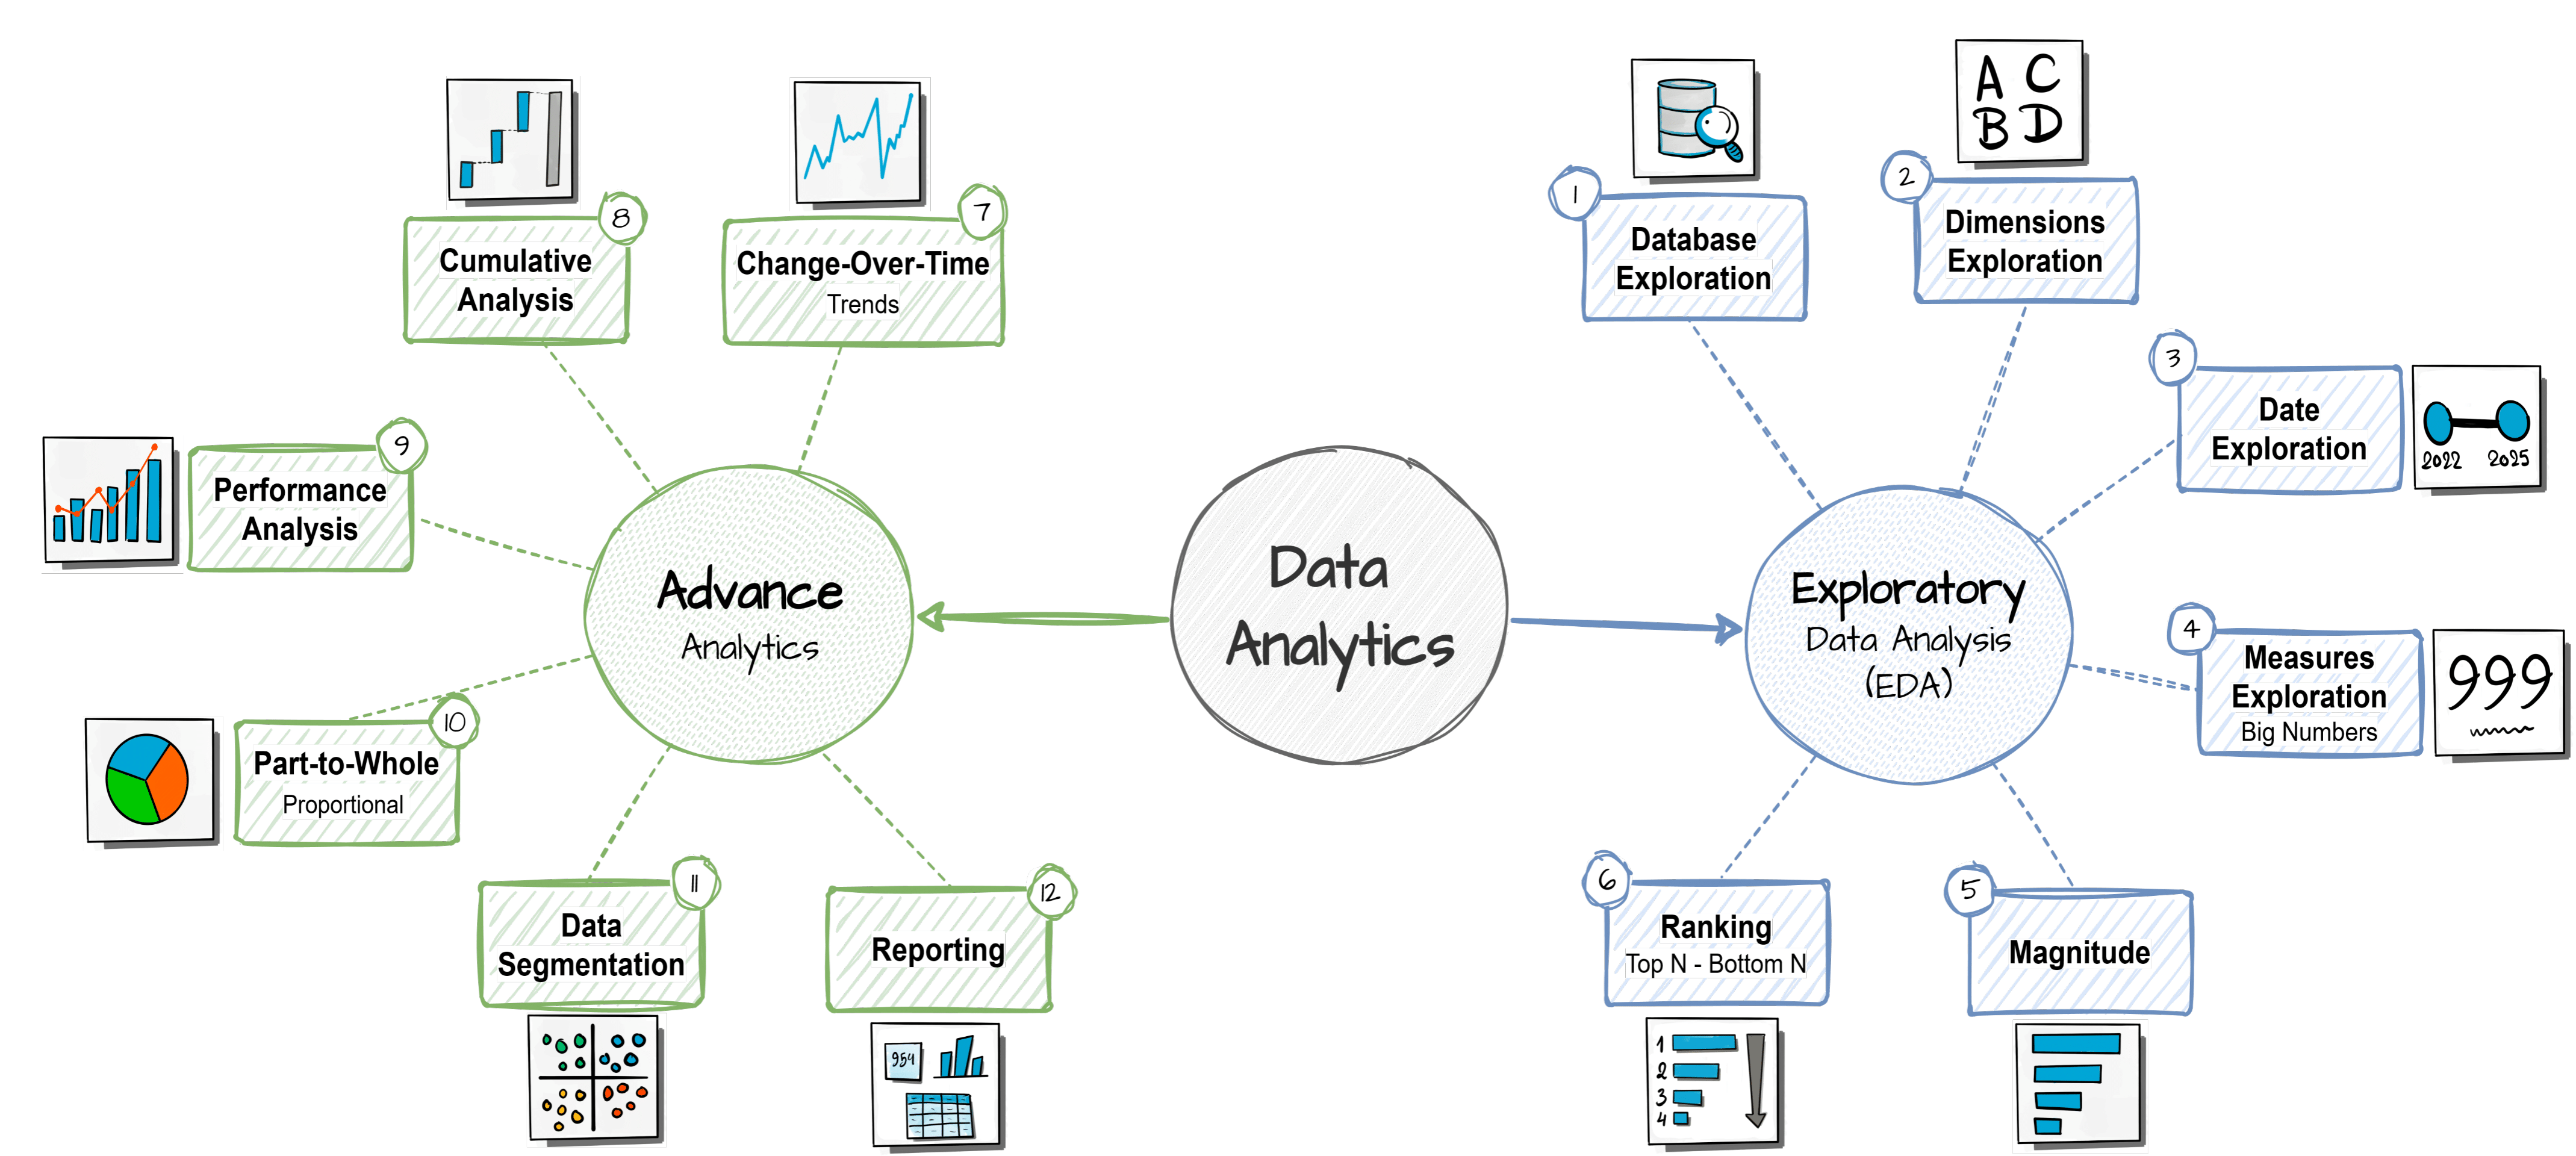 Data
Analytics
Exploratory
Data Analysis
(EDA)
1
Database
Exploration
A C
B D
2
Dimensions
Exploration
3
Date
Exploration
2022 2025
4
Measures
Exploration
Big Numbers
999
5
Magnitude
6
Ranking
Top N - Bottom N
1
2
3
4
Advance
Analytics
7
Change-Over-Time
Trends
8
Cumulative
Analysis
9
Performance
Analysis
10
Part-to-Whole
Proportional
11
Data
Segmentation
12
Reporting
954